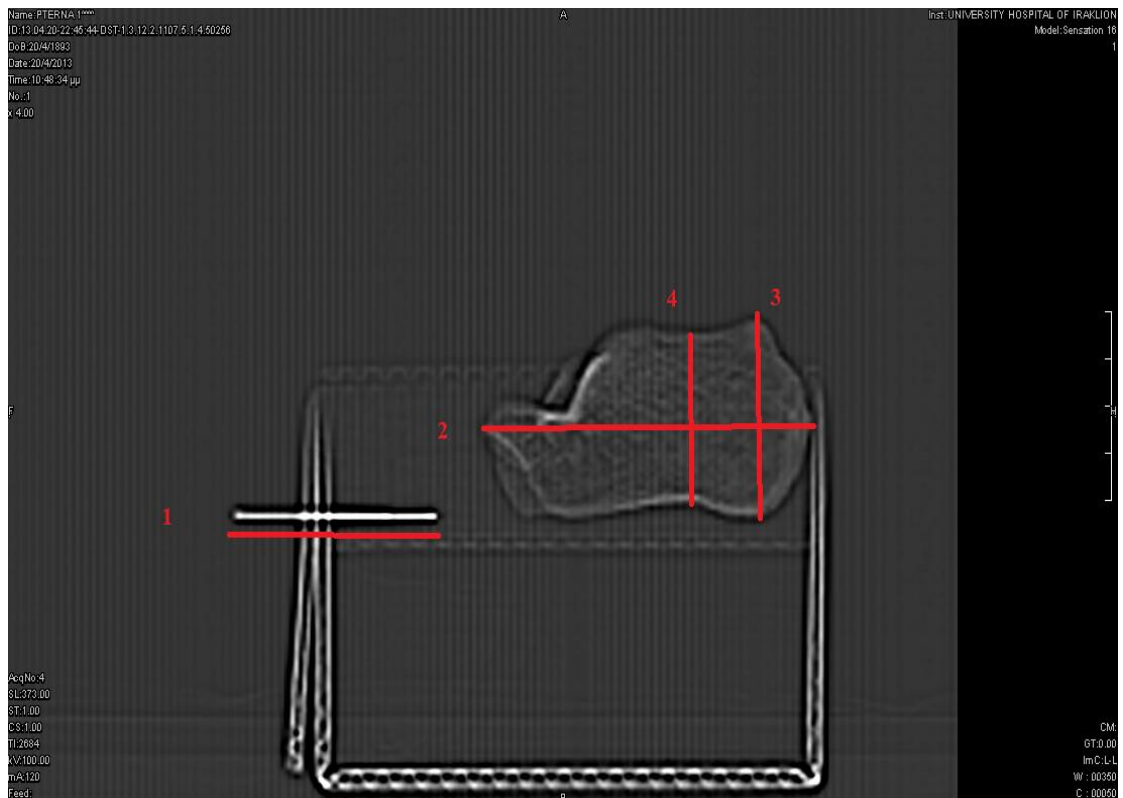 Name:PTERNA 1^^^^
ID:13.04.20-22:45:44-DST-1.3.12.2.1107.5.1.4.50256
DoB:20/4/1893
Date:20/4/2013
Time:10:48:34 μμ
No.:1
x 4.00
A
Inst:UNIVERSITY HOSPITAL OF IRAKLION
Model:Sensation 16
1
4
3
F
H
2
1
AcqNo:4
SL:373.00
ST:1.00
CS:1.00
TI:2684
kV:100.00
mA:120
Feed:
P
CM:
GT:0.00
ImC:L-L
W : 00350
C : 00050